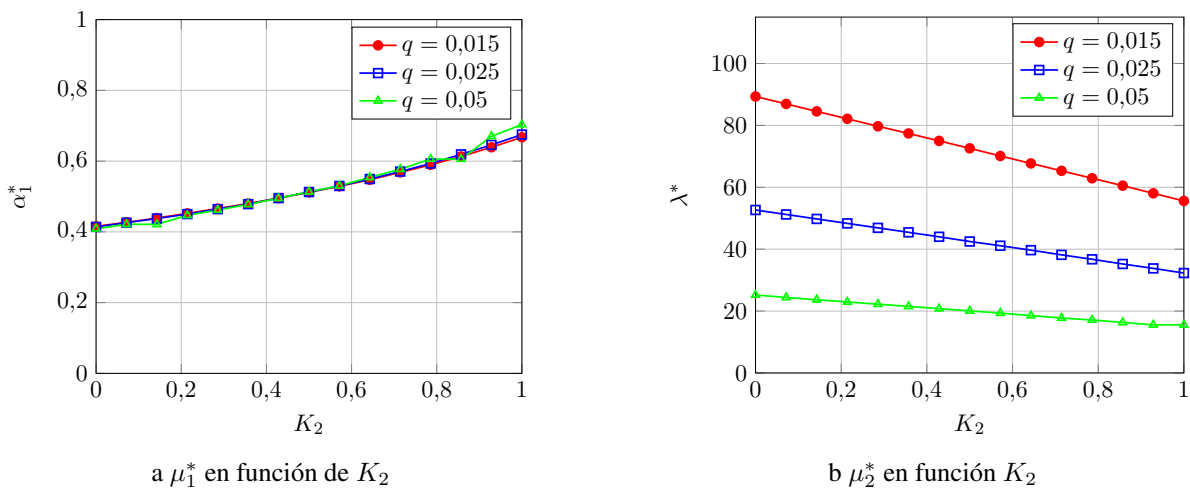 1
0,8
0,6
0,4
0,2
0
0 0,2 0,4 0,6 0,8 1
α₁*
K₂
q = 0,015
q = 0,025
q = 0,05
a μ₁* en función de K₂
100
80
60
40
20
0
0 0,2 0,4 0,6 0,8 1
λ*
K₂
q = 0,015
q = 0,025
q = 0,05
b μ₂* en función K₂